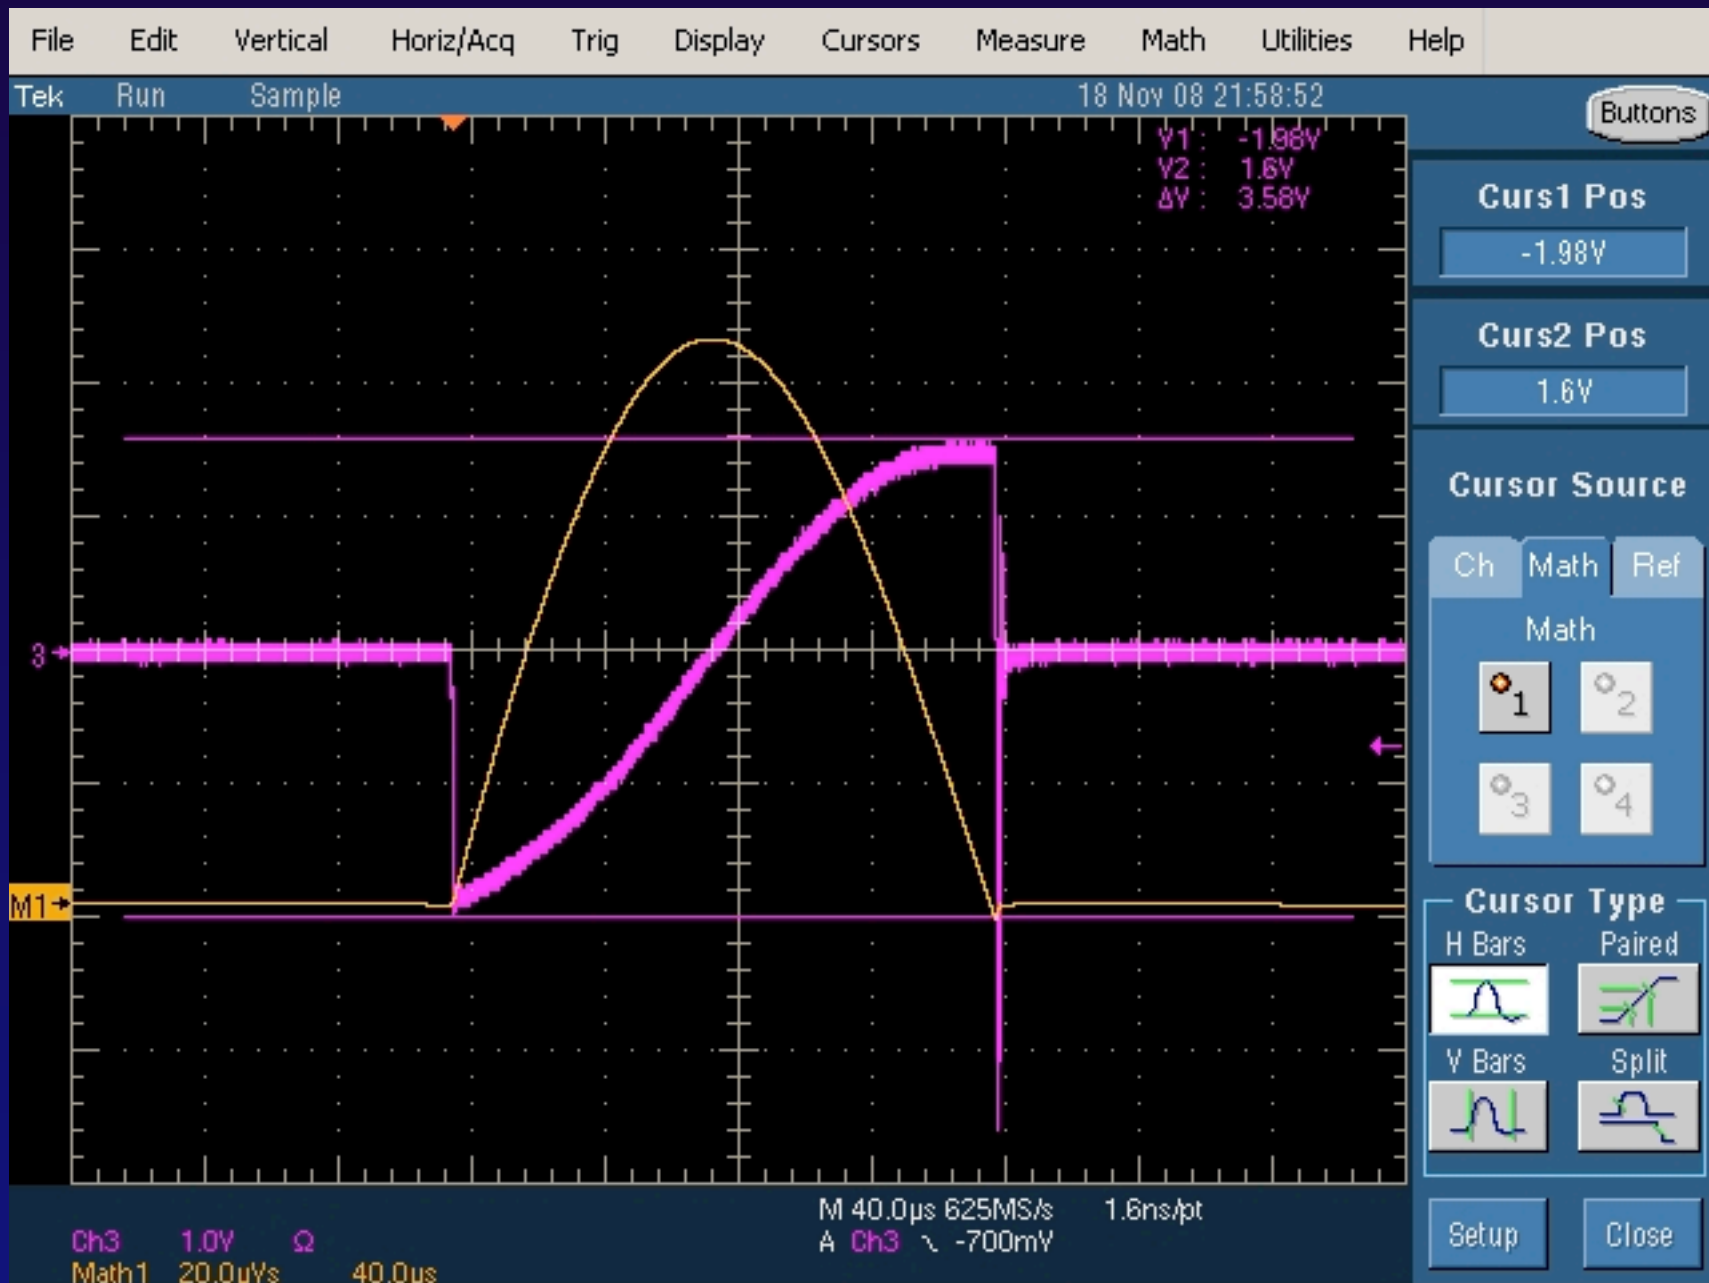 File Edit Vertical Horiz/Acq Trig Display Cursors Measure Math Utilities Help
Tek Run Sample 18 Nov 08 21:58:52
Buttons
V1 : -1.98V
V2 : 1.6V
ΔV : 3.58V
Curs1 Pos
-1.98V
Curs2 Pos
1.6V
Cursor Source
Ch Math Ref
Math
1 2
3 4
3
M1
Cursor Type
H Bars Paired
V Bars Split
Setup Close
M 40.0µs 625MS/s 1.6ns/pt
A Ch3 -700mV
Ch3 1.0V Ω
Math1 20.0µVs 40.0µs